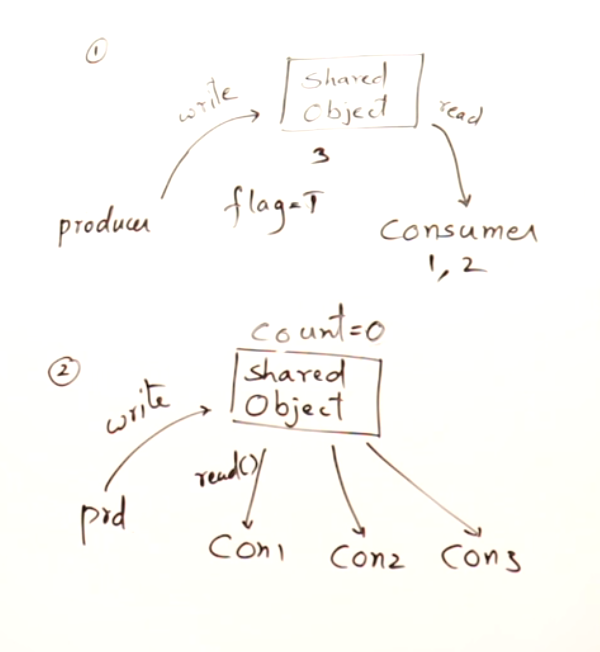 1
write
Shared
Object
read
3
flag=T
producer
Consumer
1, 2
Count=0
2
write
Shared
Object
read()
prd
Con1
Con2
Con3